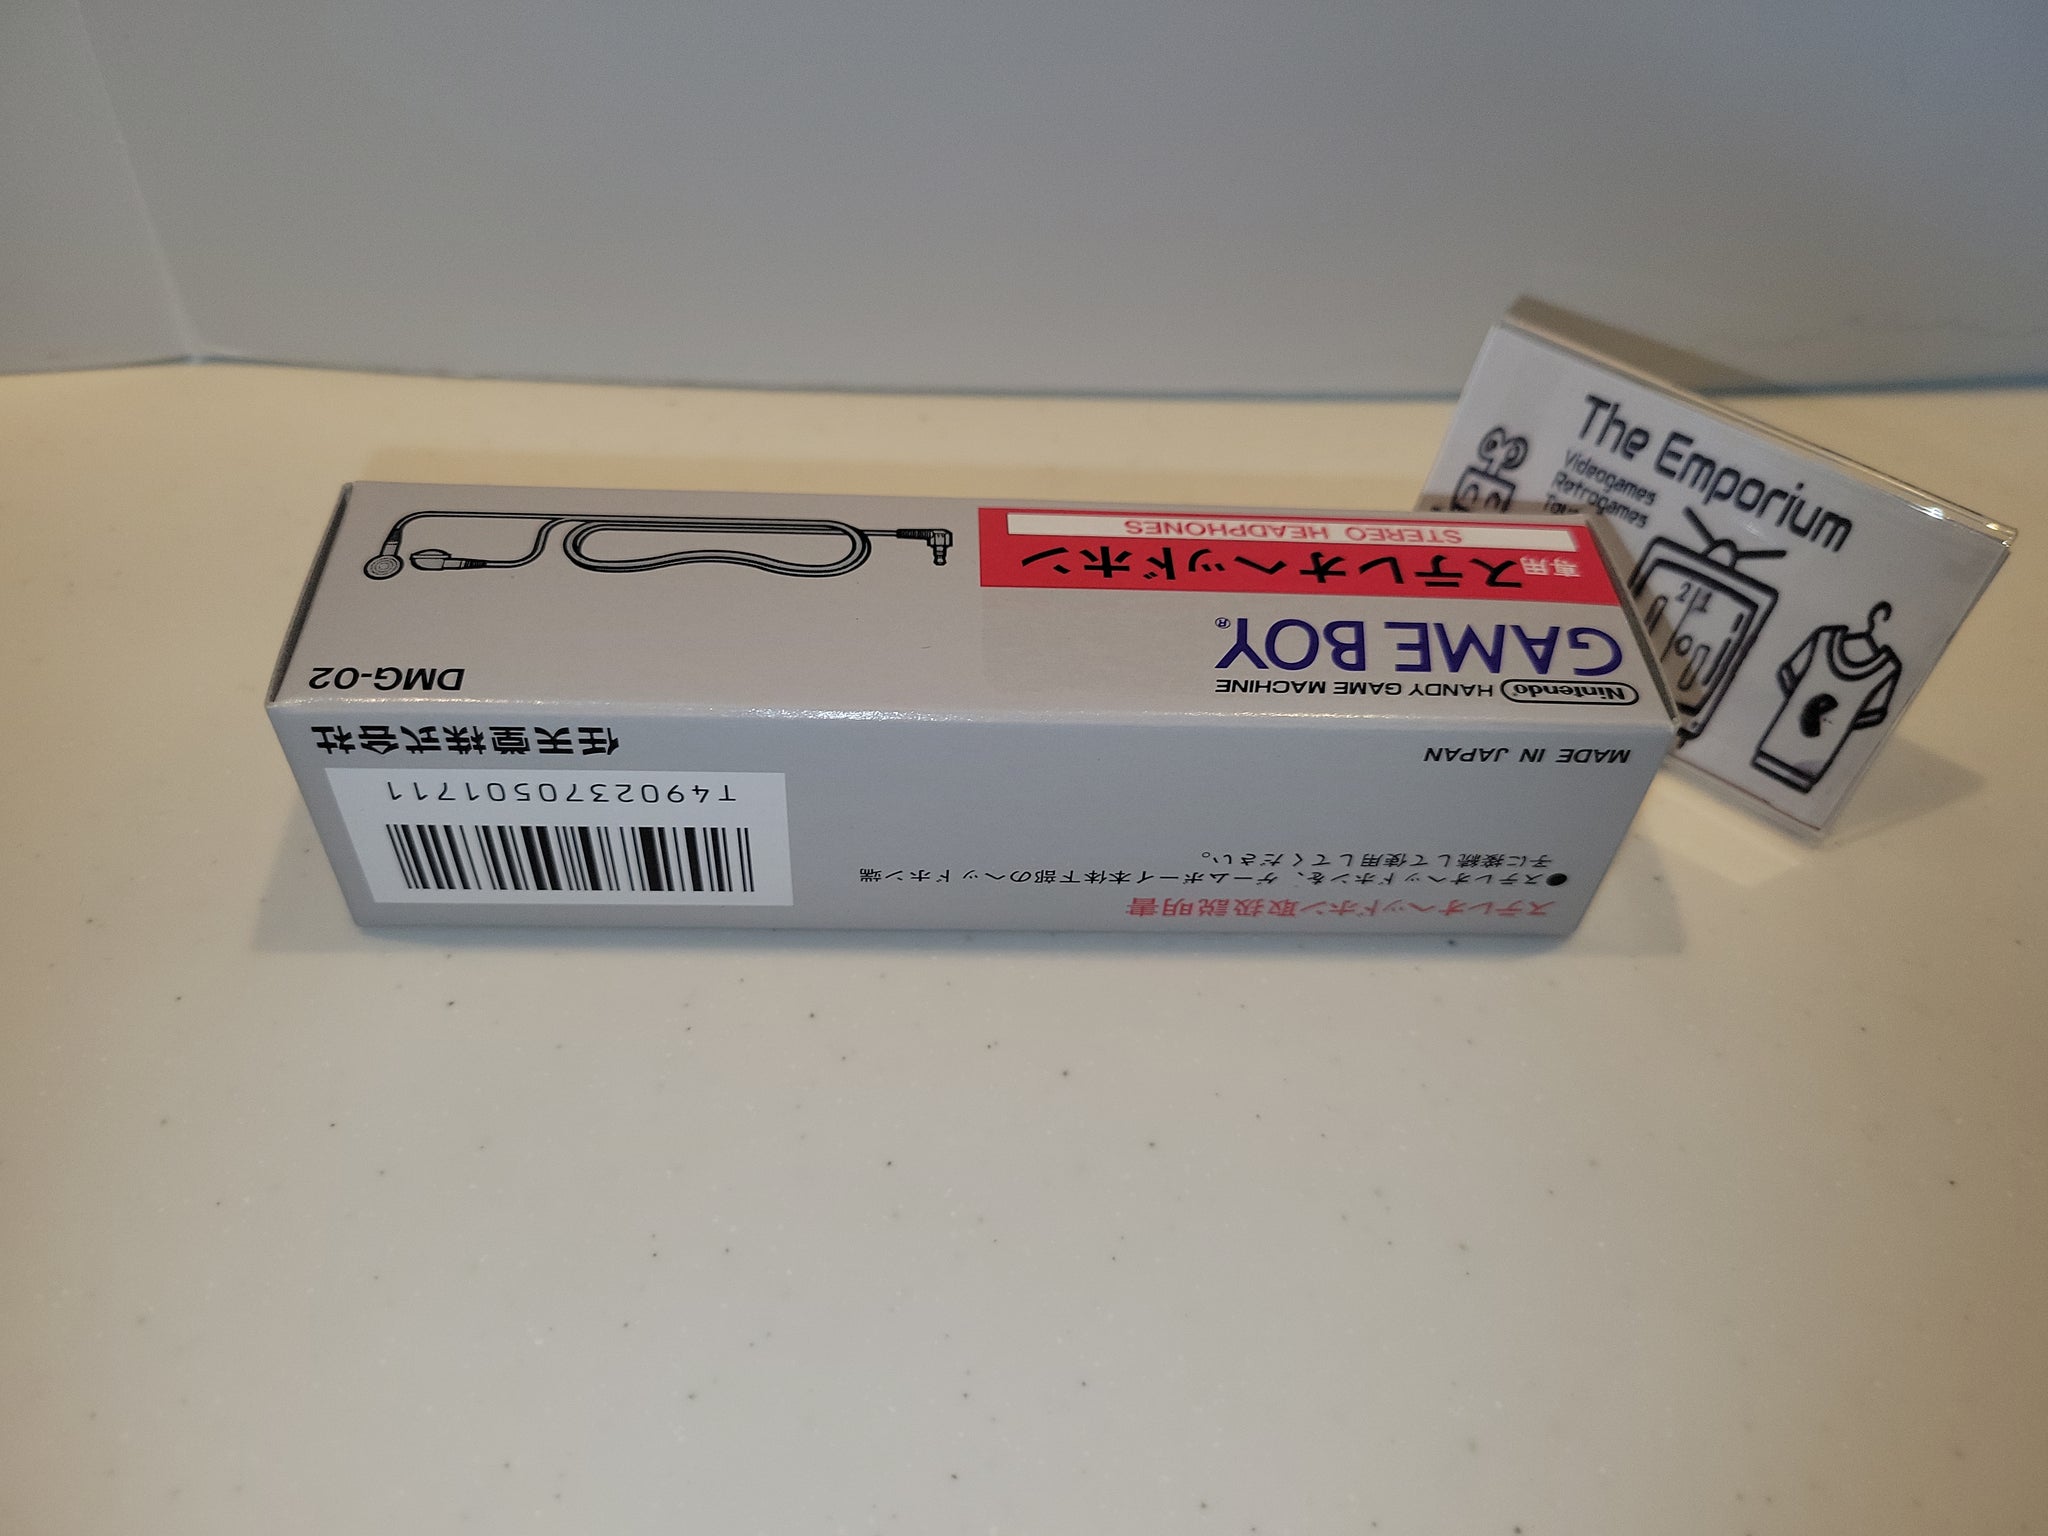 Nintendo HANDY GAME MACHINE
GAME BOY®
専用 ステレオヘッドホン
STEREO HEADPHONES
DMG-02
ステレオヘッドホン取扱説明書
●ステレオヘッドホンを、ゲームボーイ本体下部のヘッドホン端
子に接続して使用してください。
MADE IN JAPAN
T4902370501711
任天堂株式会社
The Emporium
Videogames
Retrogames
21